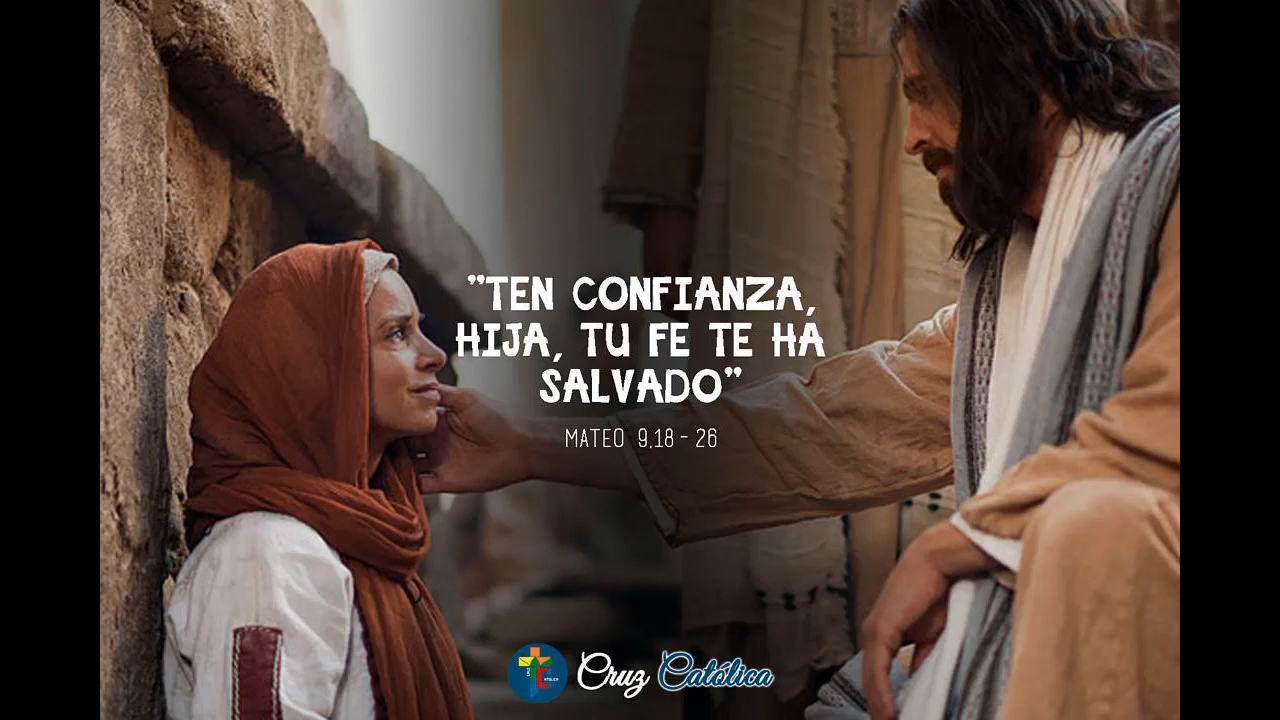 ”TEN CONFIANZA,
HIJA, TU FE TE HA
SALVADO”
MATEO 9.18 - 26
Cruz Católica